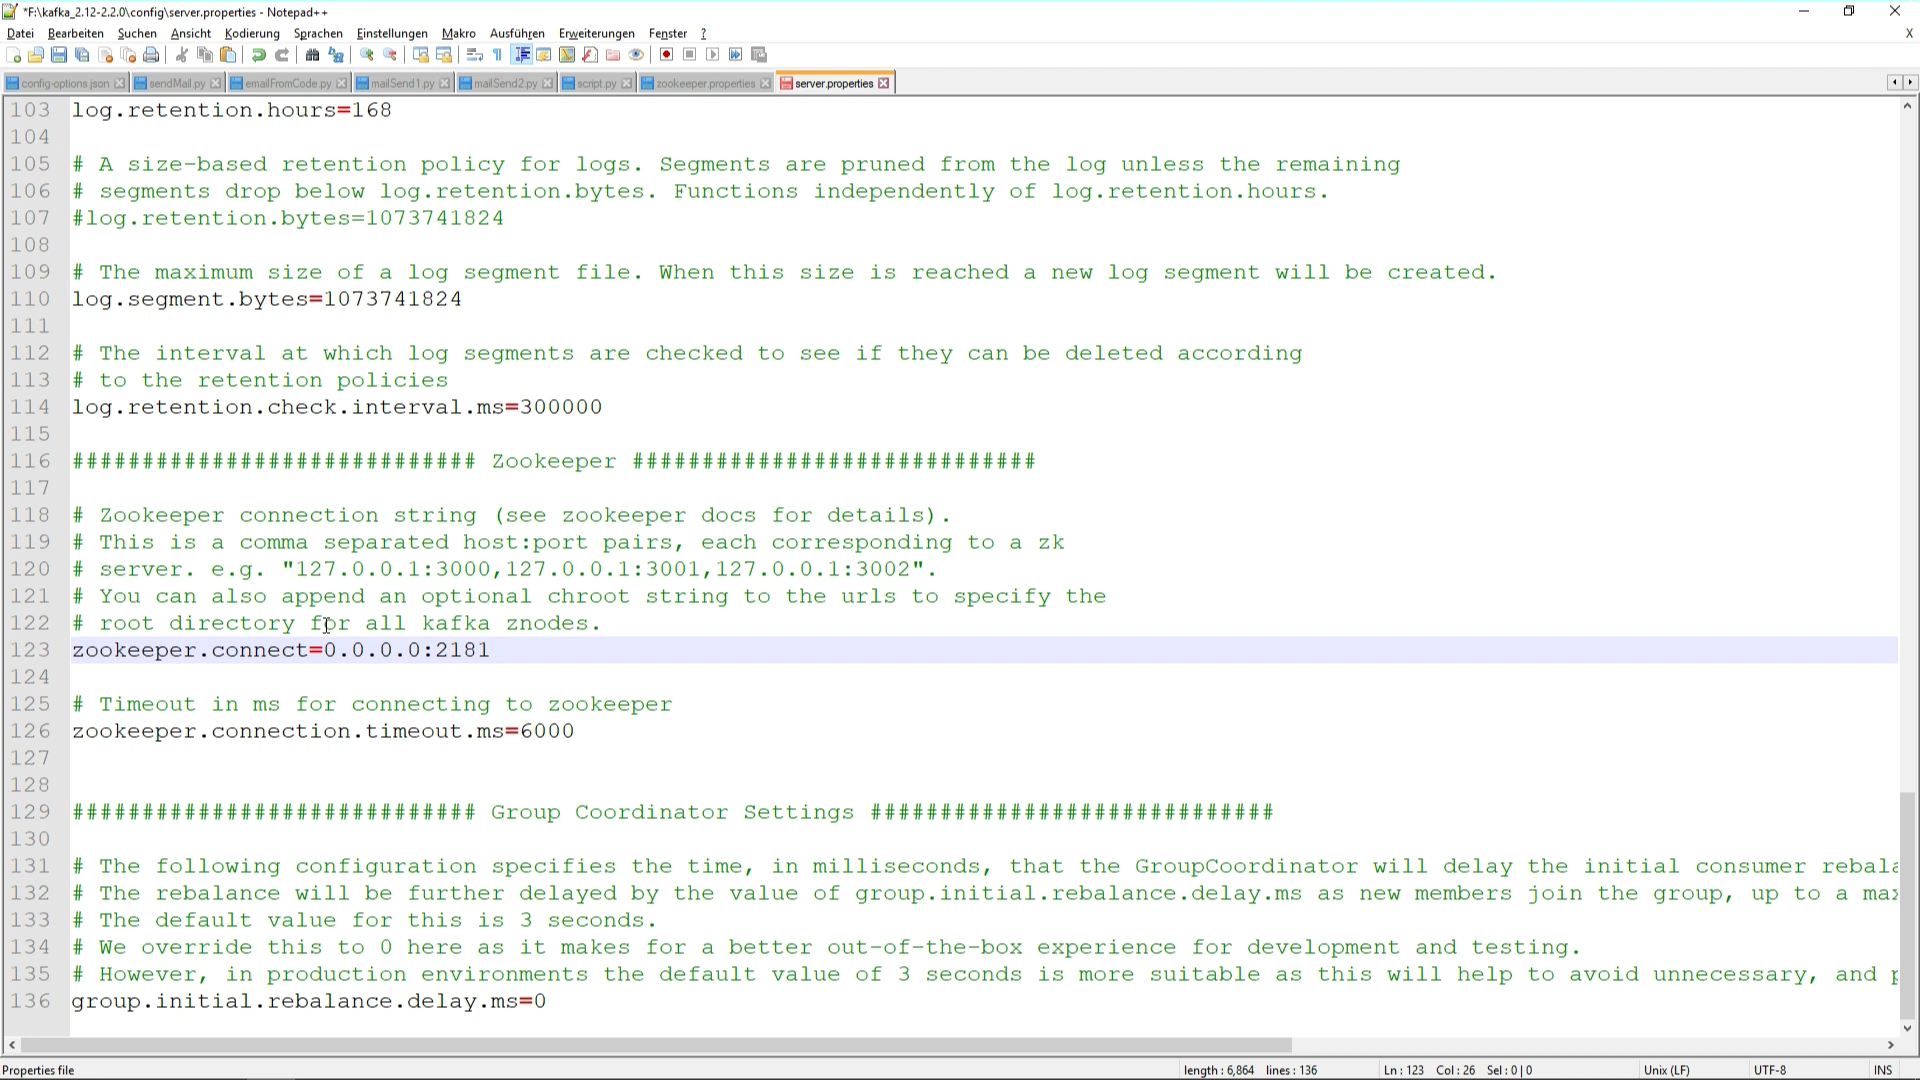 *F:\kafka_2.12-2.2.0\config\server.properties - Notepad++
Datei Bearbeiten Suchen Ansicht Kodierung Sprachen Einstellungen Makro Ausführen Erweiterungen Fenster ? X
config-options.json sendMail.py emailFromCode.py mailSend1.py mailSend2.py script.py zookeeper.properties server.properties
103 log.retention.hours=168
104
105 # A size-based retention policy for logs. Segments are pruned from the log unless the remaining
106 # segments drop below log.retention.bytes. Functions independently of log.retention.hours.
107 #log.retention.bytes=1073741824
108
109 # The maximum size of a log segment file. When this size is reached a new log segment will be created.
110 log.segment.bytes=1073741824
111
112 # The interval at which log segments are checked to see if they can be deleted according
113 # to the retention policies
114 log.retention.check.interval.ms=300000
115
116 ############################# Zookeeper #############################
117
118 # Zookeeper connection string (see zookeeper docs for details).
119 # This is a comma separated host:port pairs, each corresponding to a zk
120 # server. e.g. "127.0.0.1:3000,127.0.0.1:3001,127.0.0.1:3002".
121 # You can also append an optional chroot string to the urls to specify the
122 # root directory for all kafka znodes.
123 zookeeper.connect=0.0.0.0:2181
124
125 # Timeout in ms for connecting to zookeeper
126 zookeeper.connection.timeout.ms=6000
127
128
129 ############################# Group Coordinator Settings #############################
130
131 # The following configuration specifies the time, in milliseconds, that the GroupCoordinator will delay the initial consumer rebala
132 # The rebalance will be further delayed by the value of group.initial.rebalance.delay.ms as new members join the group, up to a max
133 # The default value for this is 3 seconds.
134 # We override this to 0 here as it makes for a better out-of-the-box experience for development and testing.
135 # However, in production environments the default value of 3 seconds is more suitable as this will help to avoid unnecessary, and p
136 group.initial.rebalance.delay.ms=0
Properties file length : 6,864 lines : 136 Ln : 123 Col : 26 Sel : 0 | 0 Unix (LF) UTF-8 INS